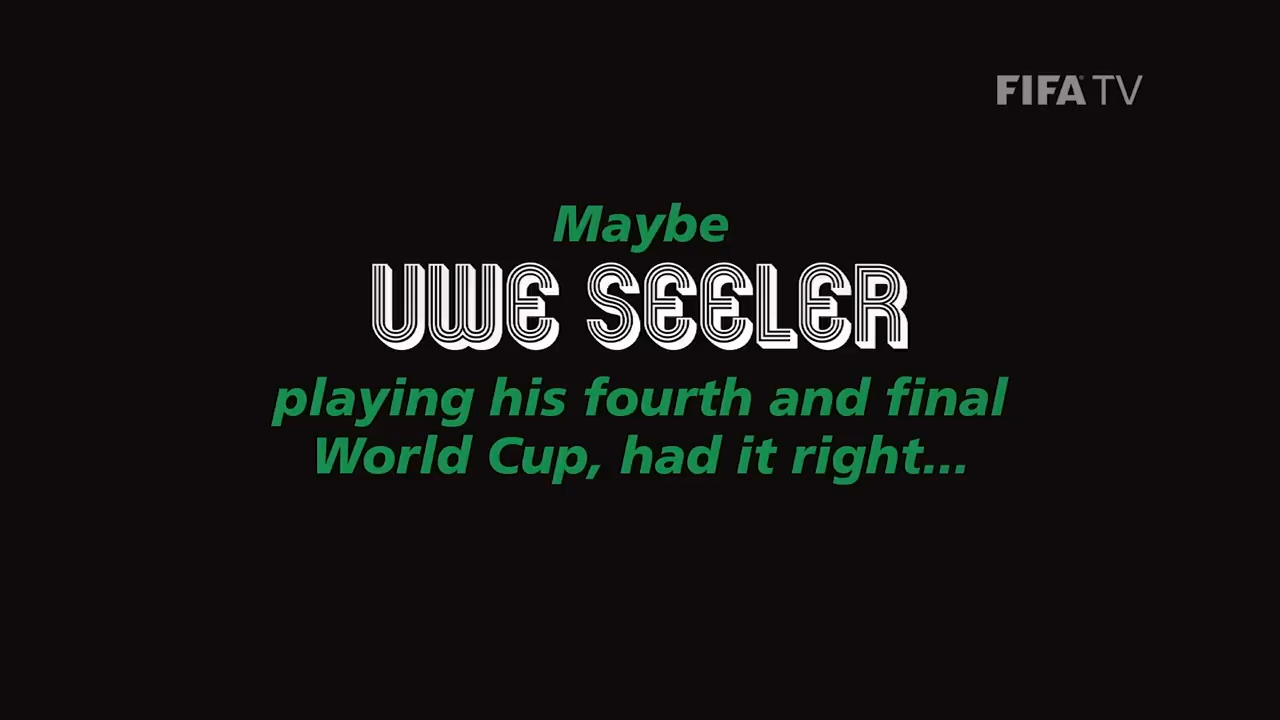 FIFA TV
Maybe
UWE SEELER
playing his fourth and final
World Cup, had it right...